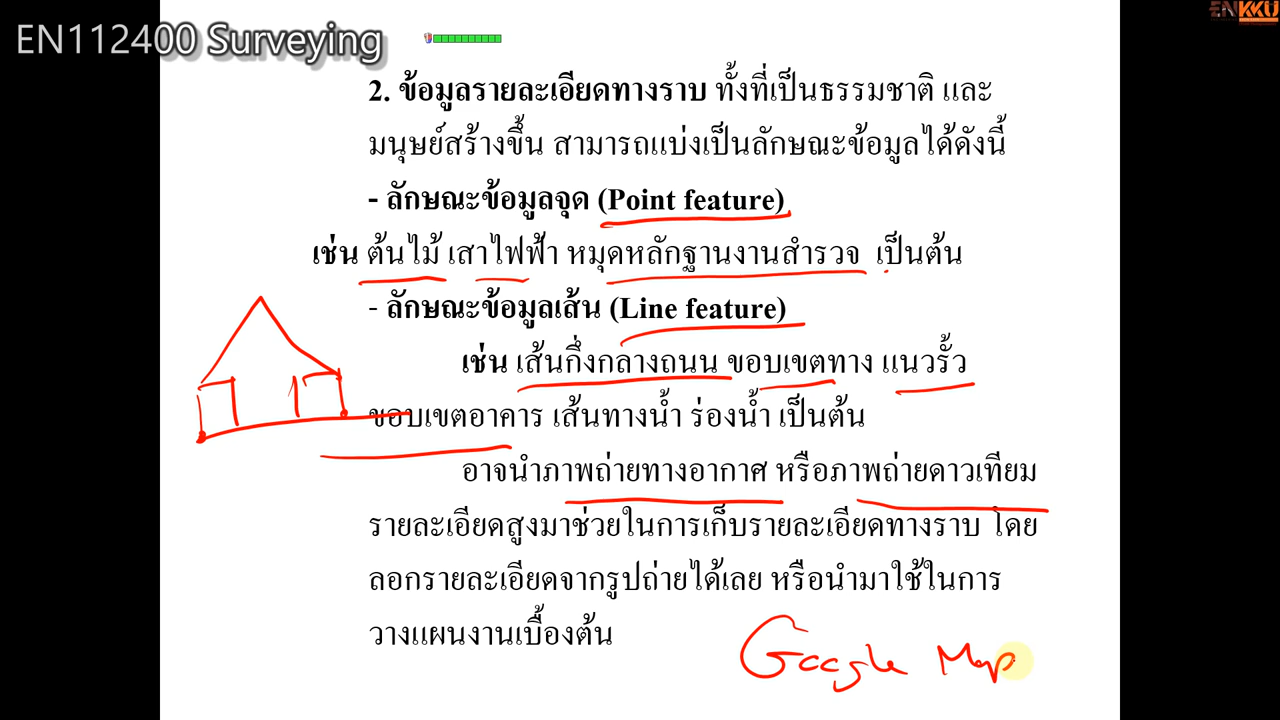 EN112400 Surveying
ENKKU
2. ข้อมูลรายละเอียดทางราบ ทั้งที่เป็นธรรมชาติ และ
มนุษย์สร้างขึ้น สามารถแบ่งเป็นลักษณะข้อมูลได้ดังนี้
- ลักษณะข้อมูลจุด (Point feature)
เช่น ต้นไม้ เสาไฟฟ้า หมุดหลักฐานงานสำรวจ เป็นต้น
- ลักษณะข้อมูลเส้น (Line feature)
เช่น เส้นกึ่งกลางถนน ขอบเขตทาง แนวรั้ว
ขอบเขตอาคาร เส้นทางน้ำ ร่องน้ำ เป็นต้น
อาจนำภาพถ่ายทางอากาศ หรือภาพถ่ายดาวเทียม
รายละเอียดสูงมาช่วยในการเก็บรายละเอียดทางราบ โดย
ลอกรายละเอียดจากรูปถ่ายได้เลย หรือนำมาใช้ในการ
วางแผนงานเบื้องต้น
Google Map